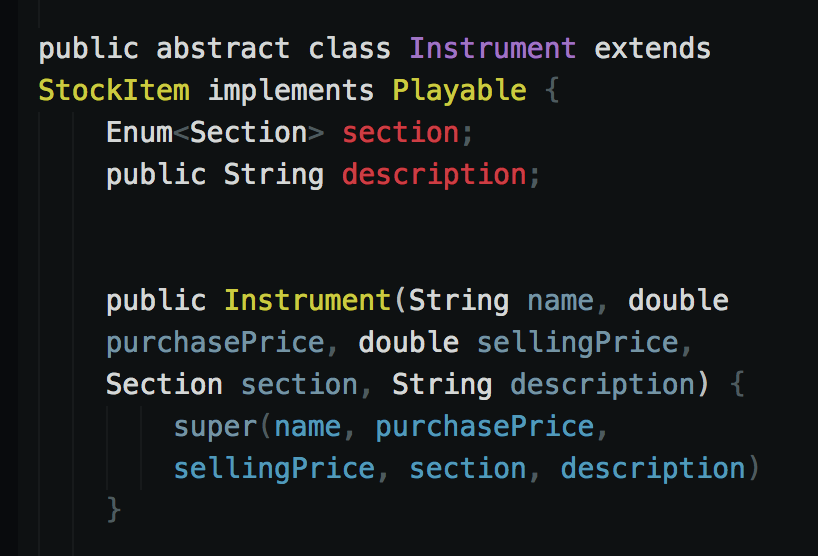 public abstract class Instrument extends
StockItem implements Playable {
Enum<Section> section;
public String description;
public Instrument(String name, double
purchasePrice, double sellingPrice,
Section section, String description) {
super(name, purchasePrice,
sellingPrice, section, description)
}